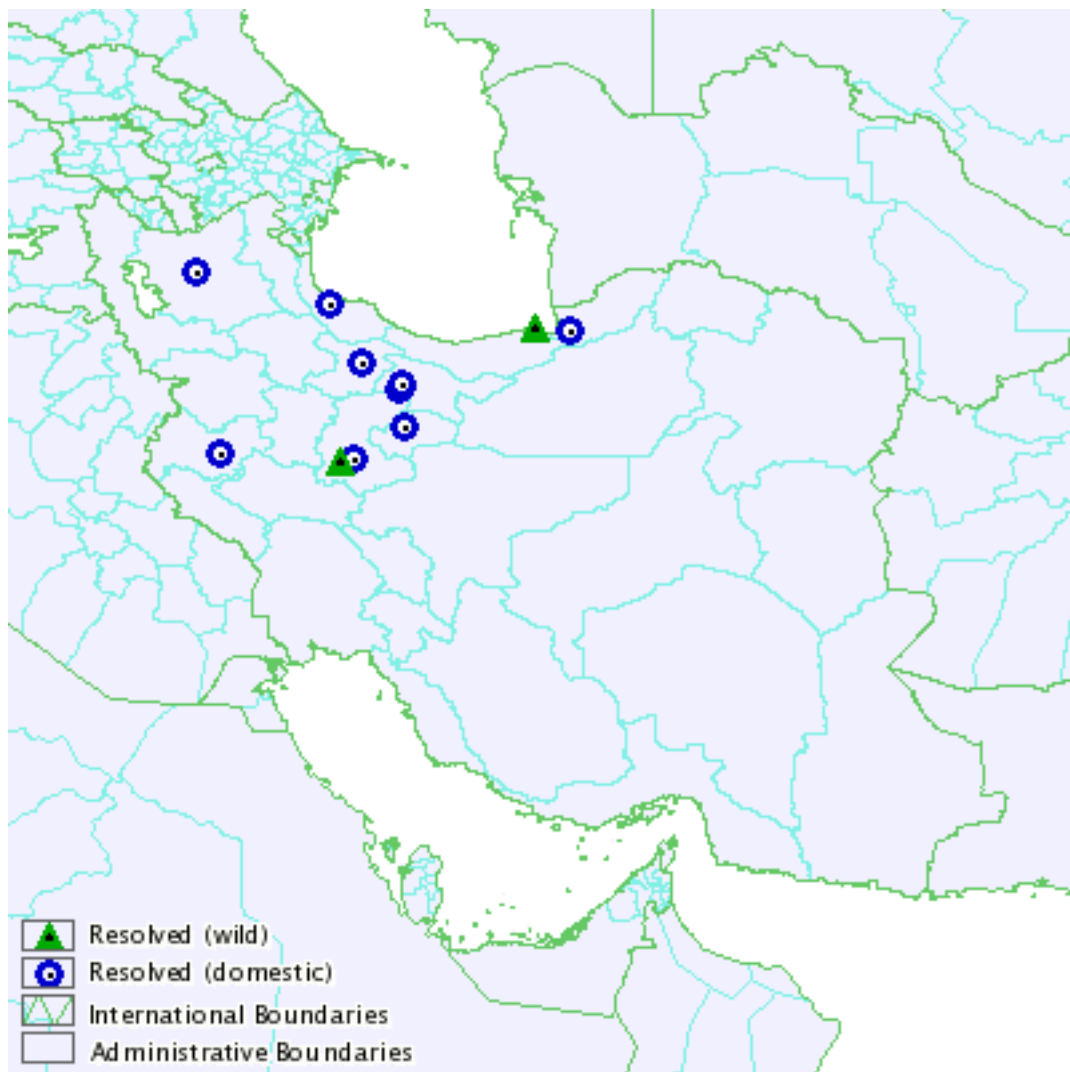 Resolved (wild)
Resolved (domestic)
International Boundaries
Administrative Boundaries